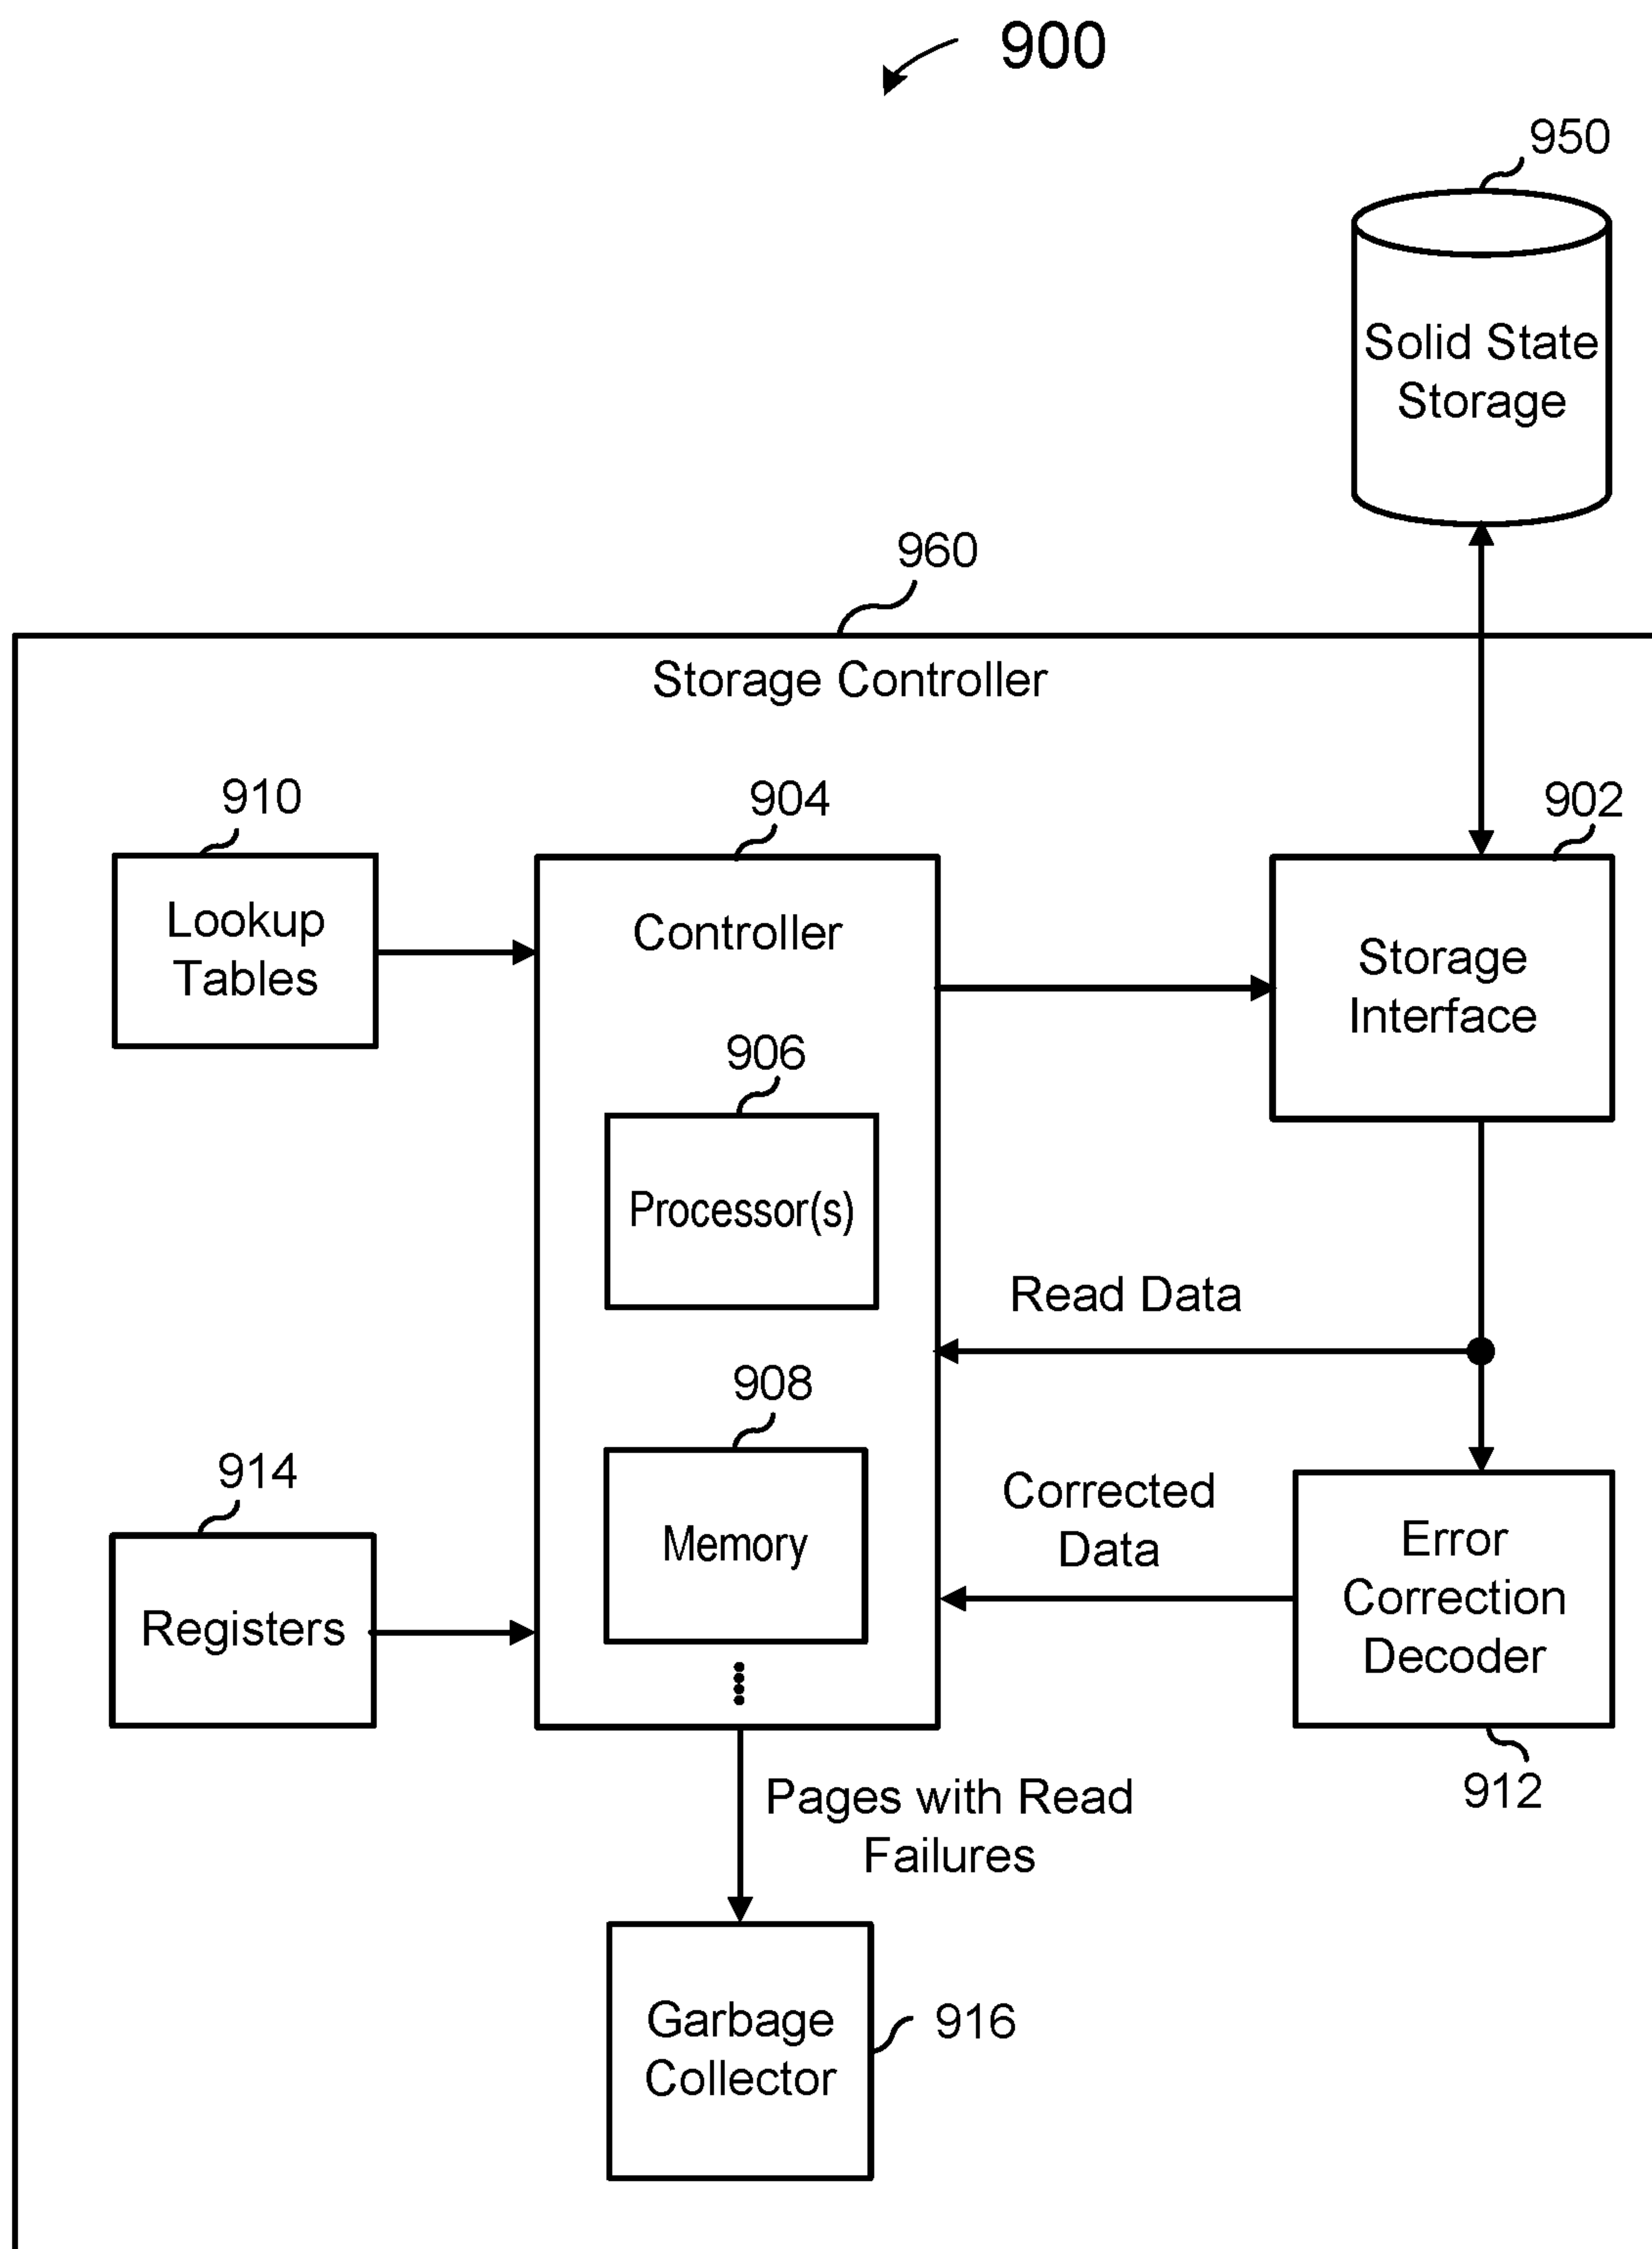 900
950
Solid State
Storage
960
Storage Controller
910
904
902
Lookup
Tables
Controller
Storage
Interface
906
Processor(s)
Read Data
908
914
Memory
Corrected
Data
Error
Correction
Decoder
Registers
912
Pages with Read
Failures
Garbage
Collector
916